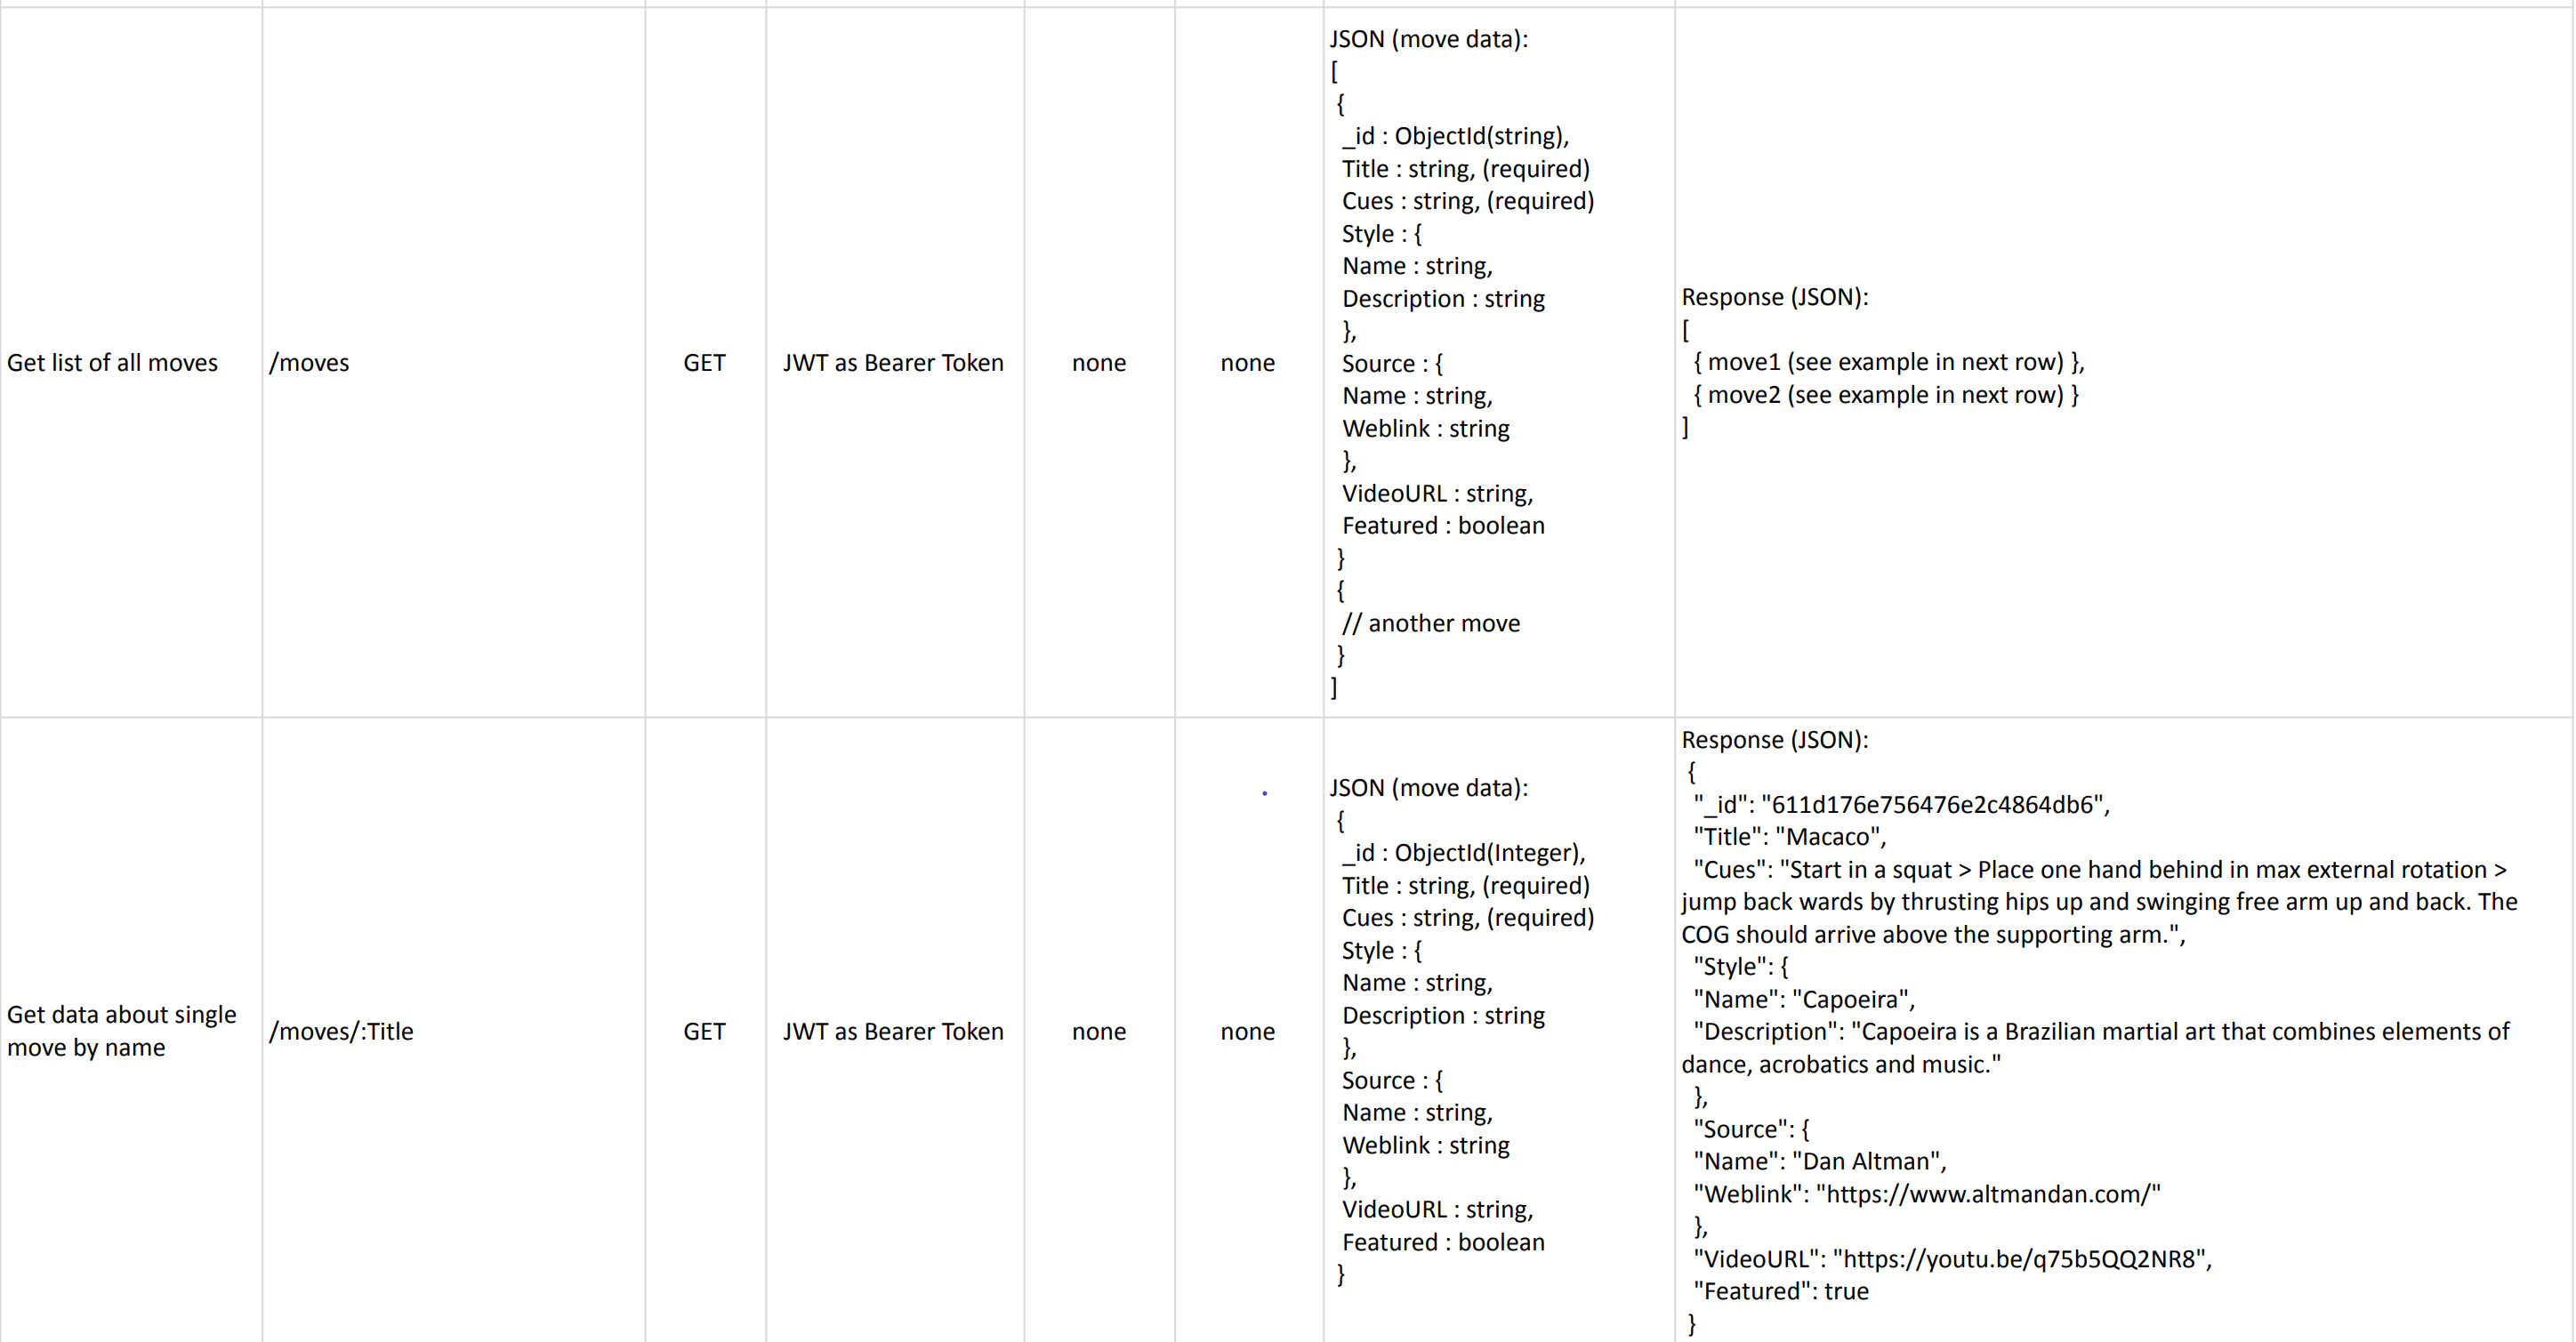 Get list of all moves
/moves
GET
JWT as Bearer Token
none
none
JSON (move data):
[
{
_id : ObjectId(string),
Title : string, (required)
Cues : string, (required)
Style : {
Name : string,
Description : string
},
Source : {
Name : string,
Weblink : string
},
VideoURL : string,
Featured : boolean
}
{
// another move
}
]
Response (JSON):
[
{ move1 (see example in next row) },
{ move2 (see example in next row) }
]
Get data about single
move by name
/moves/:Title
GET
JWT as Bearer Token
none
none
JSON (move data):
{
_id : ObjectId(Integer),
Title : string, (required)
Cues : string, (required)
Style : {
Name : string,
Description : string
},
Source : {
Name : string,
Weblink : string
},
VideoURL : string,
Featured : boolean
}
Response (JSON):
{
"_id": "611d176e756476e2c4864db6",
"Title": "Macaco",
"Cues": "Start in a squat > Place one hand behind in max external rotation >
jump back wards by thrusting hips up and swinging free arm up and back. The
COG should arrive above the supporting arm.",
"Style": {
"Name": "Capoeira",
"Description": "Capoeira is a Brazilian martial art that combines elements of
dance, acrobatics and music."
},
"Source": {
"Name": "Dan Altman",
"Weblink": "https://www.altmandan.com/"
},
"VideoURL": "https://youtu.be/q75b5QQ2NR8",
"Featured": true
}